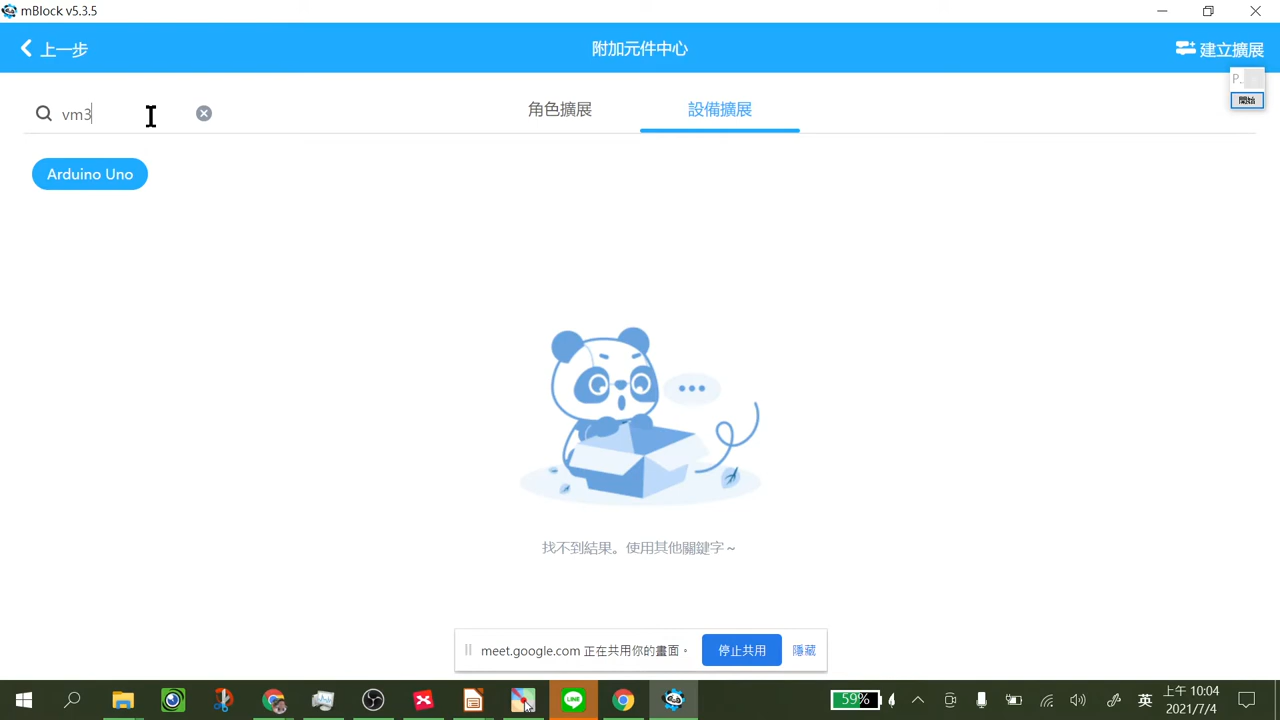 mBlock v5.3.5
上一步
附加元件中心
建立擴展
P..
開始
vm3
角色擴展
設備擴展
Arduino Uno
找不到結果。使用其他關鍵字~
meet.google.com 正在共用你的畫面。
停止共用
隱藏
LINE
59%
英
上午 10:04
2021/7/4